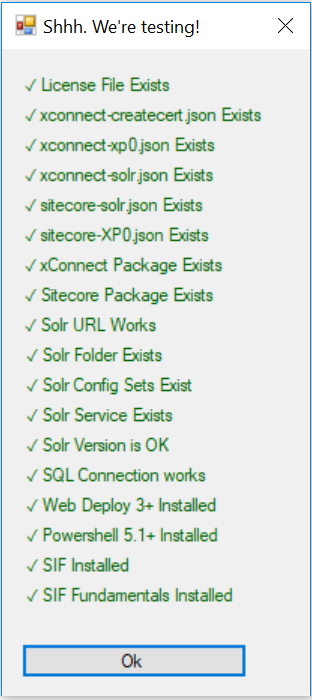 Shhh. We're testing!
✓ License File Exists
✓ xconnect-createcert.json Exists
✓ xconnect-xp0.json Exists
✓ xconnect-solr.json Exists
✓ sitecore-solr.json Exists
✓ sitecore-XP0.json Exists
✓ xConnect Package Exists
✓ Sitecore Package Exists
✓ Solr URL Works
✓ Solr Folder Exists
✓ Solr Config Sets Exist
✓ Solr Service Exists
✓ Solr Version is OK
✓ SQL Connection works
✓ Web Deploy 3+ Installed
✓ Powershell 5.1+ Installed
✓ SIF Installed
✓ SIF Fundamentals Installed
Ok